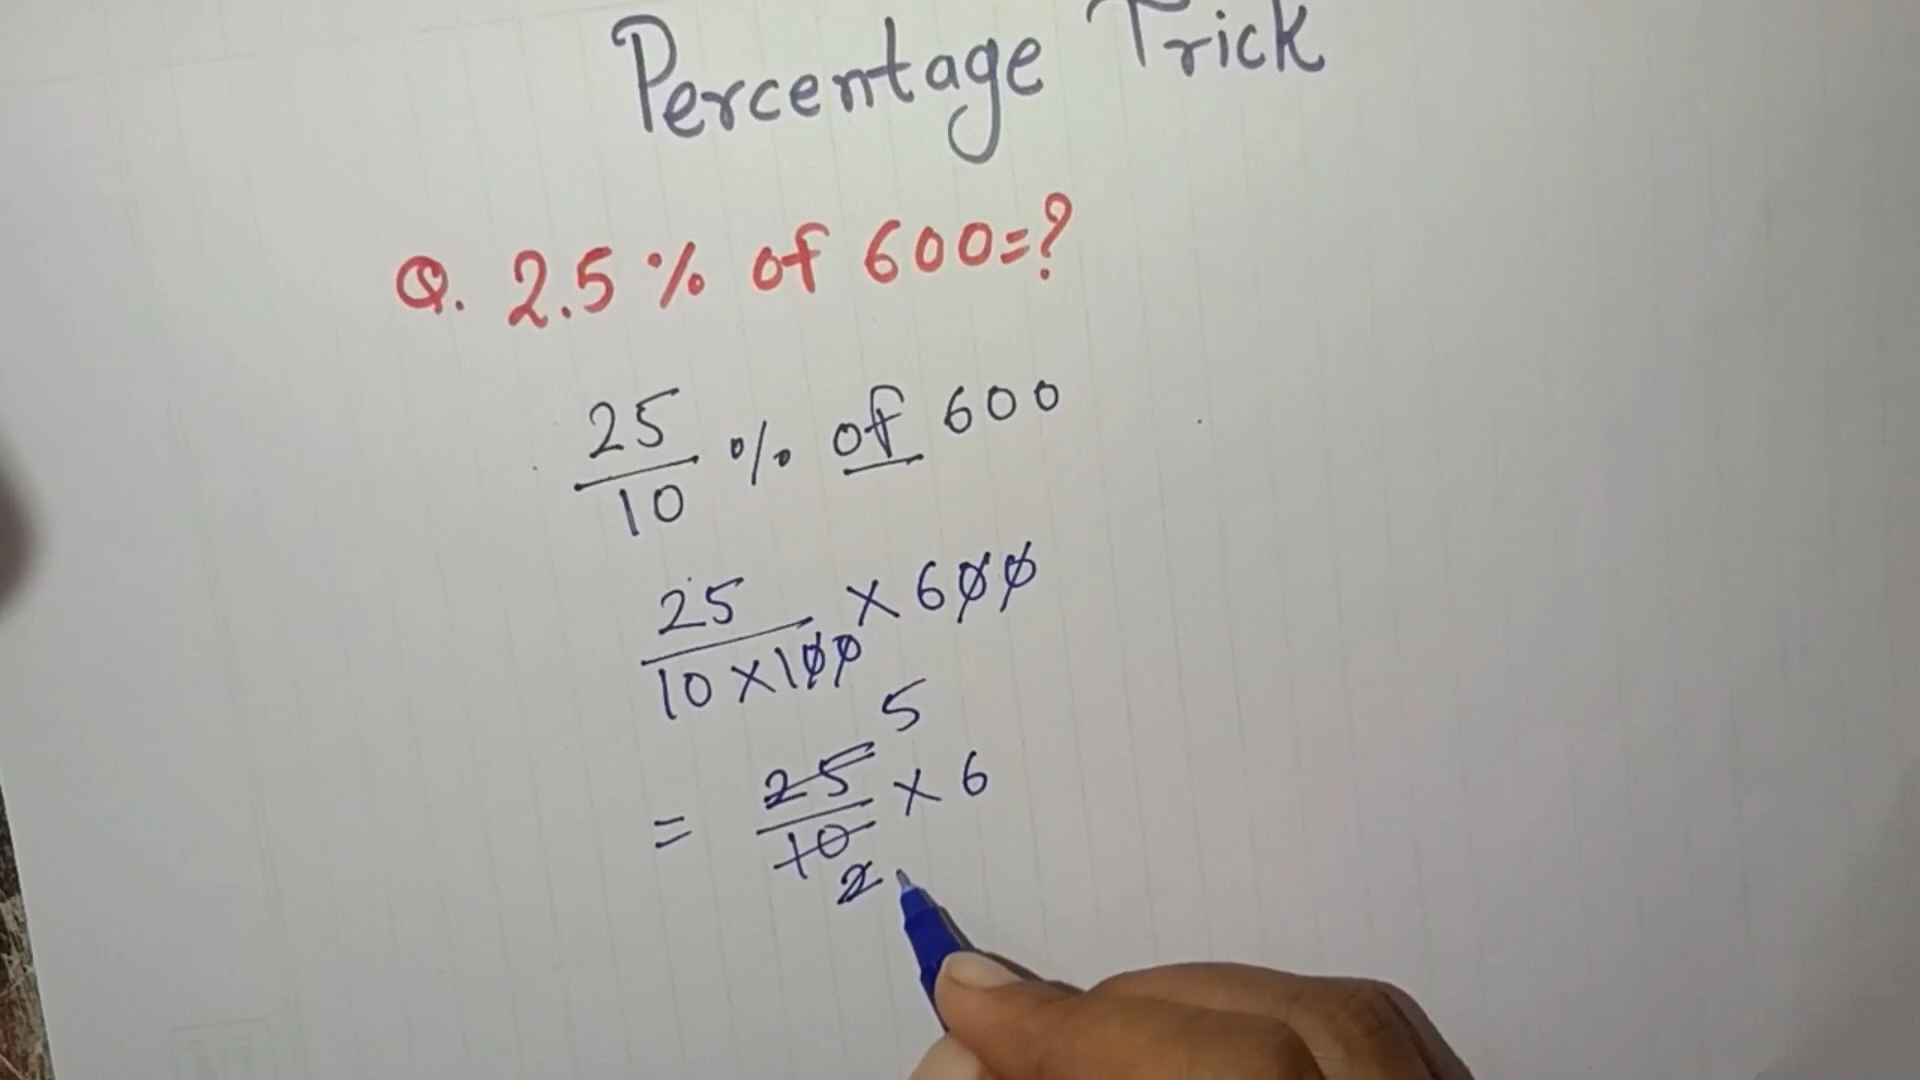 Percentage Trick
Q. 2.5% of 600=?
25/10 % of 600
25/10×100 ×600
5
= 25/10 ×6
2